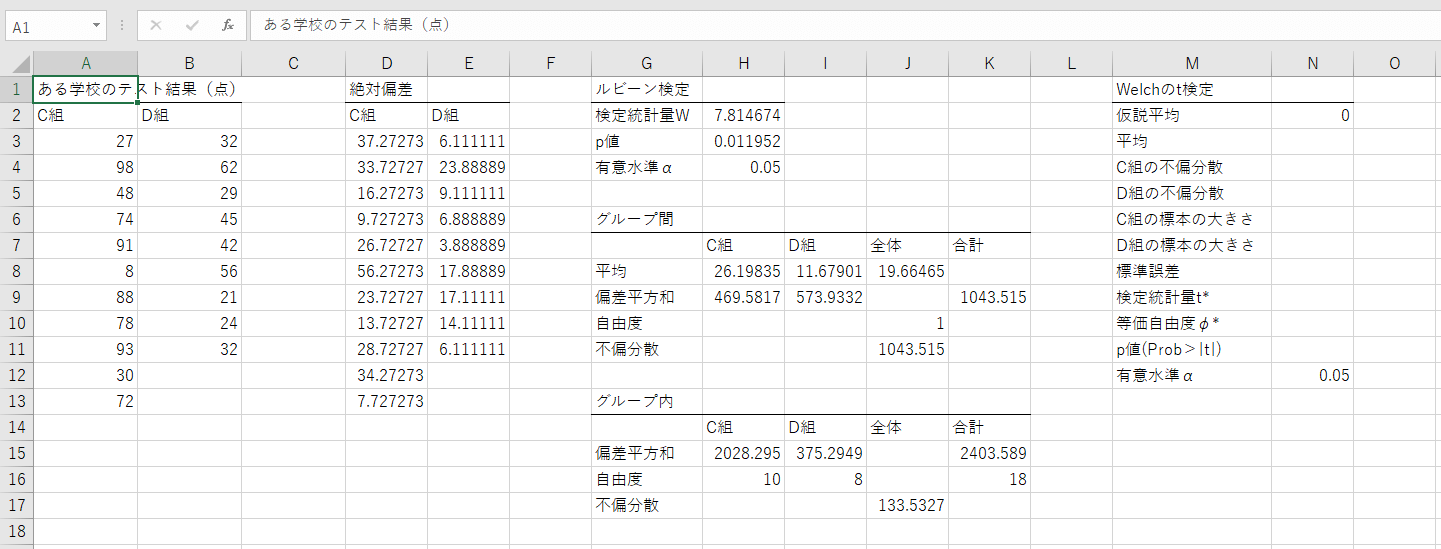 A1 fx ある学校のテスト結果（点）
A B C D E F G H I J K L M N O
1 ある学校のテスト結果（点） 絶対偏差 ルビーン検定 Welchのt検定
2 C組 D組 C組 D組 検定統計量W 7.814674 仮説平均 0
3 27 32 37.27273 6.111111 p値 0.011952 平均
4 98 62 33.72727 23.88889 有意水準α 0.05 C組の不偏分散
5 48 29 16.27273 9.111111 D組の不偏分散
6 74 45 9.727273 6.888889 グループ間 C組の標本の大きさ
7 91 42 26.72727 3.888889 C組 D組 全体 合計 D組の標本の大きさ
8 8 56 56.27273 17.88889 平均 26.19835 11.67901 19.66465 標準誤差
9 88 21 23.72727 17.11111 偏差平方和 469.5817 573.9332 1043.515 検定統計量t*
10 78 24 13.72727 14.11111 自由度 1 等価自由度φ*
11 93 32 28.72727 6.111111 不偏分散 1043.515 p値(Prob＞|t|)
12 30 34.27273 有意水準α 0.05
13 72 7.727273 グループ内
14 C組 D組 全体 合計
15 偏差平方和 2028.295 375.2949 2403.589
16 自由度 10 8 18
17 不偏分散 133.5327
18